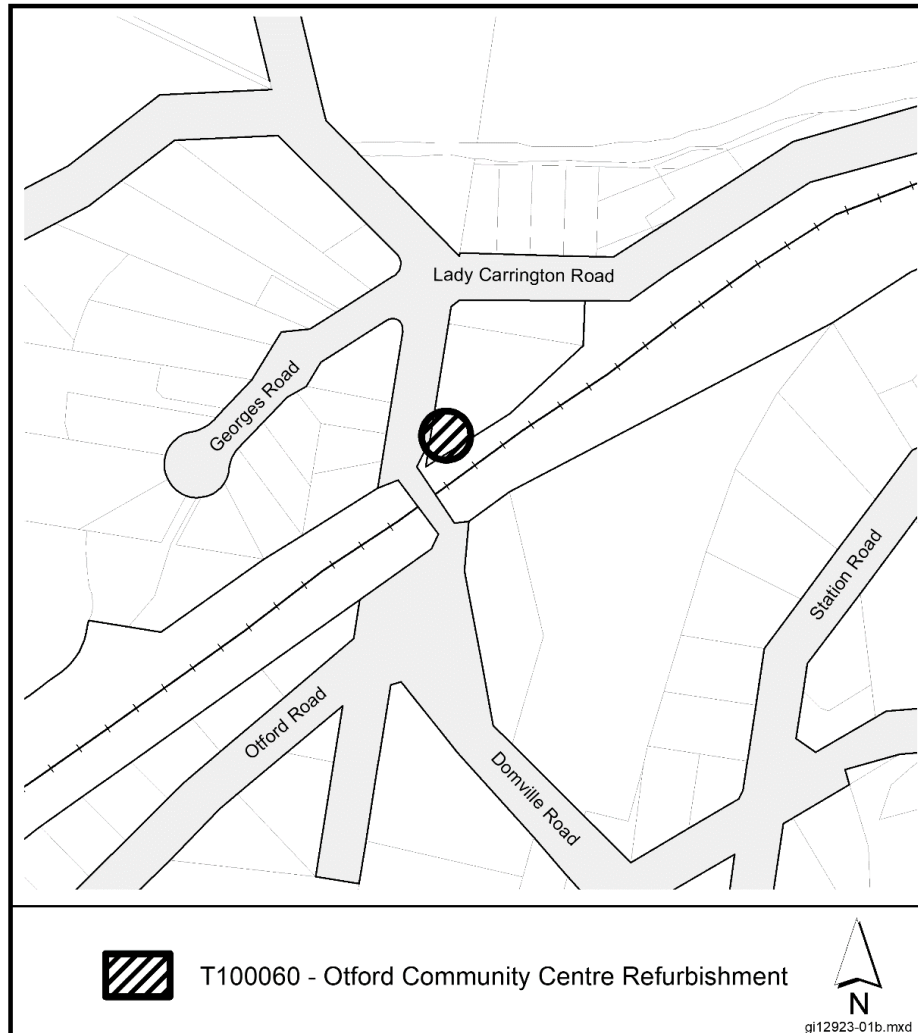 Lady Carrington Road
Georges Road
Station Road
Otford Road
Domville Road
T100060 - Otford Community Centre Refurbishment
N
gi12923-01b.mxd